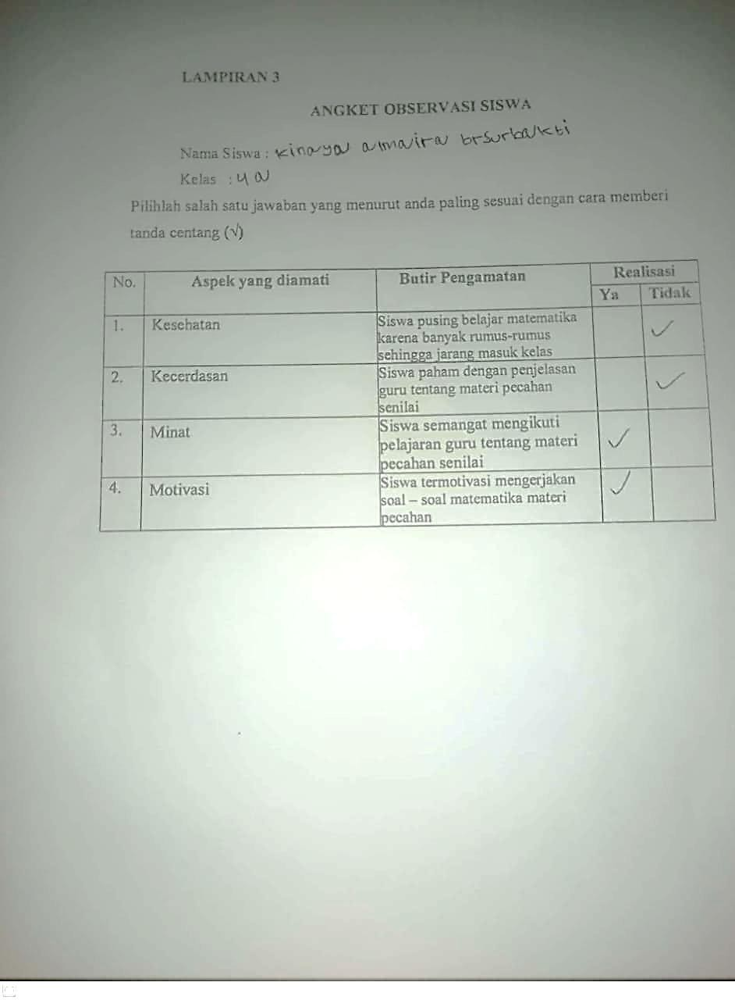 LAMPIRAN 3
ANGKET OBSERVASI SISWA
Nama Siswa : kinaya almaira brsurbakti
Kelas : 4 a
Pilihlah salah satu jawaban yang menurut anda paling sesuai dengan cara memberi
tanda centang (√)
No. Aspek yang diamati Butir Pengamatan Realisasi
Ya Tidak
1. Kesehatan Siswa pusing belajar matematika
karena banyak rumus-rumus
sehingga jarang masuk kelas ✓
2. Kecerdasan Siswa paham dengan penjelasan
guru tentang materi pecahan
senilai ✓
3. Minat Siswa semangat mengikuti
pelajaran guru tentang materi
pecahan senilai ✓
4. Motivasi Siswa termotivasi mengerjakan
soal – soal matematika materi
pecahan ✓